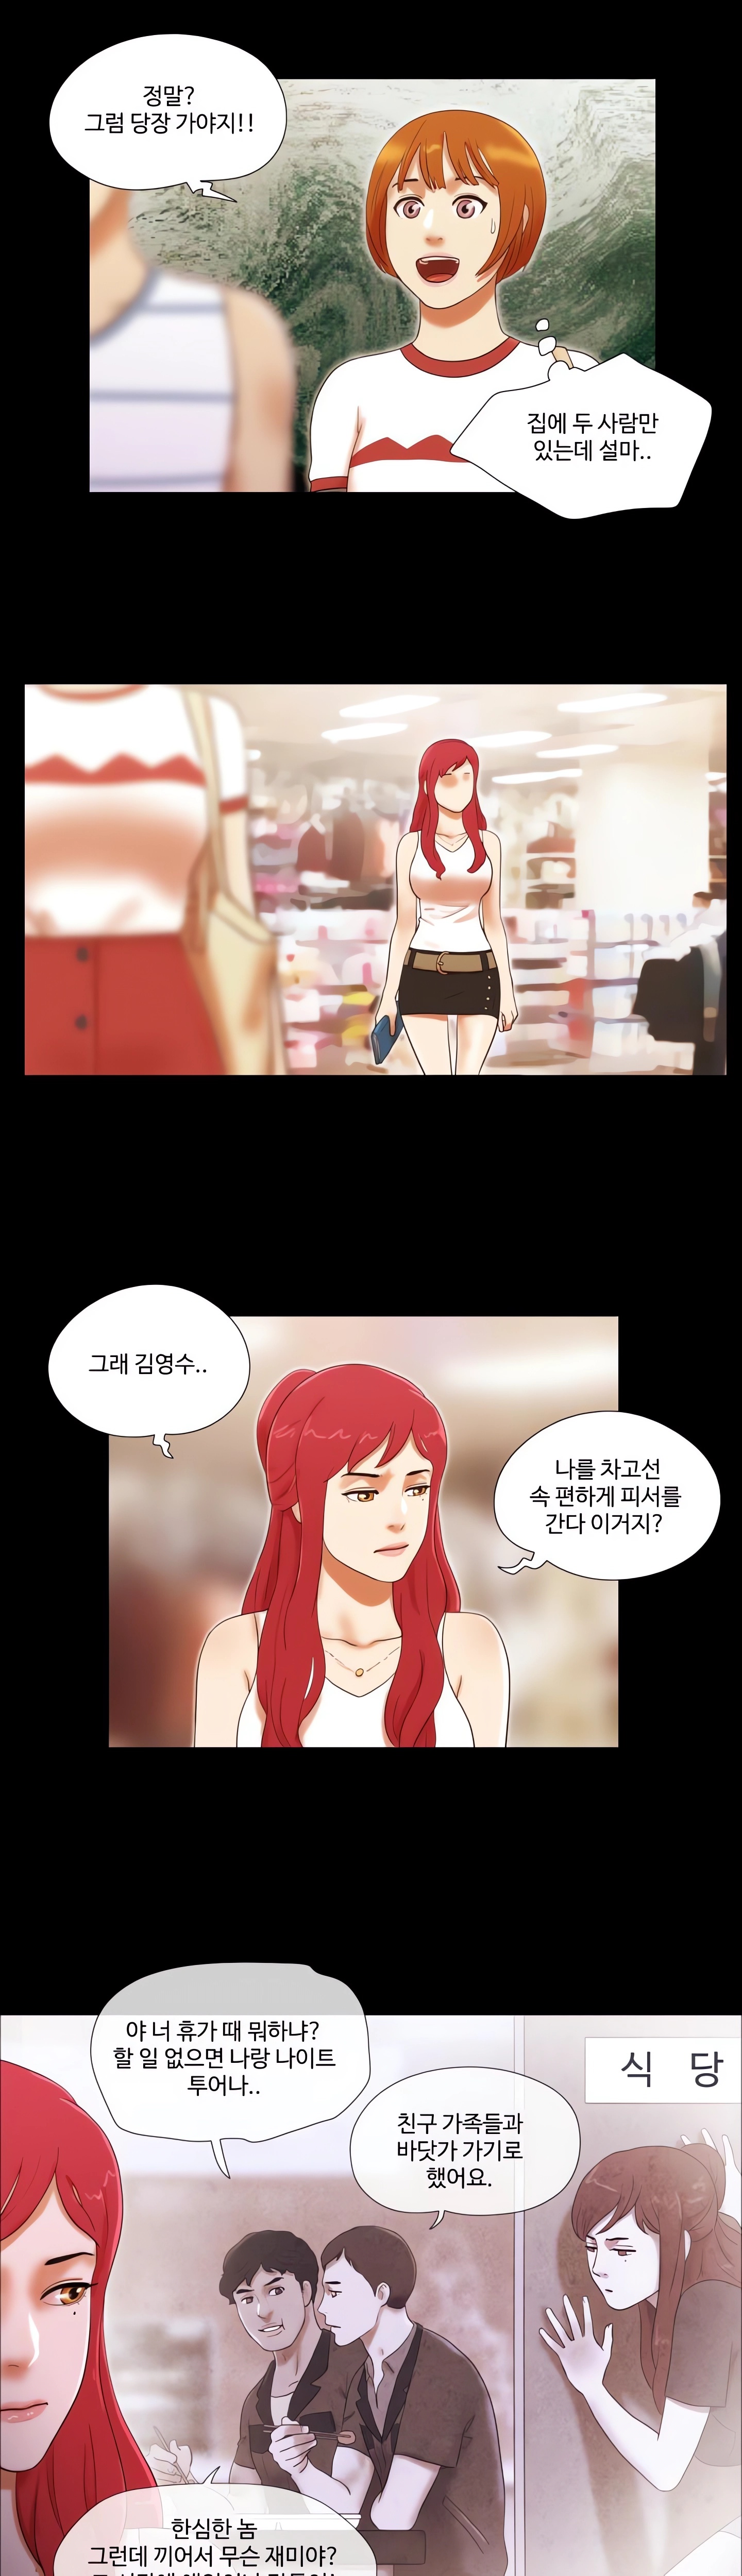 정말?
그럼 당장 가야지!!
집에 두 사람만
있는데 설마..
그래 김영수..
나를 차고선
속 편하게 피서를
간다 이거지?
야 너 휴가 때 뭐하냐?
할 일 없으면 나랑 나이트
투어나..
식 당
친구 가족들과
바닷가 가기로
했어요.
한심한 놈
그런데 끼어서 무슨 재미야?